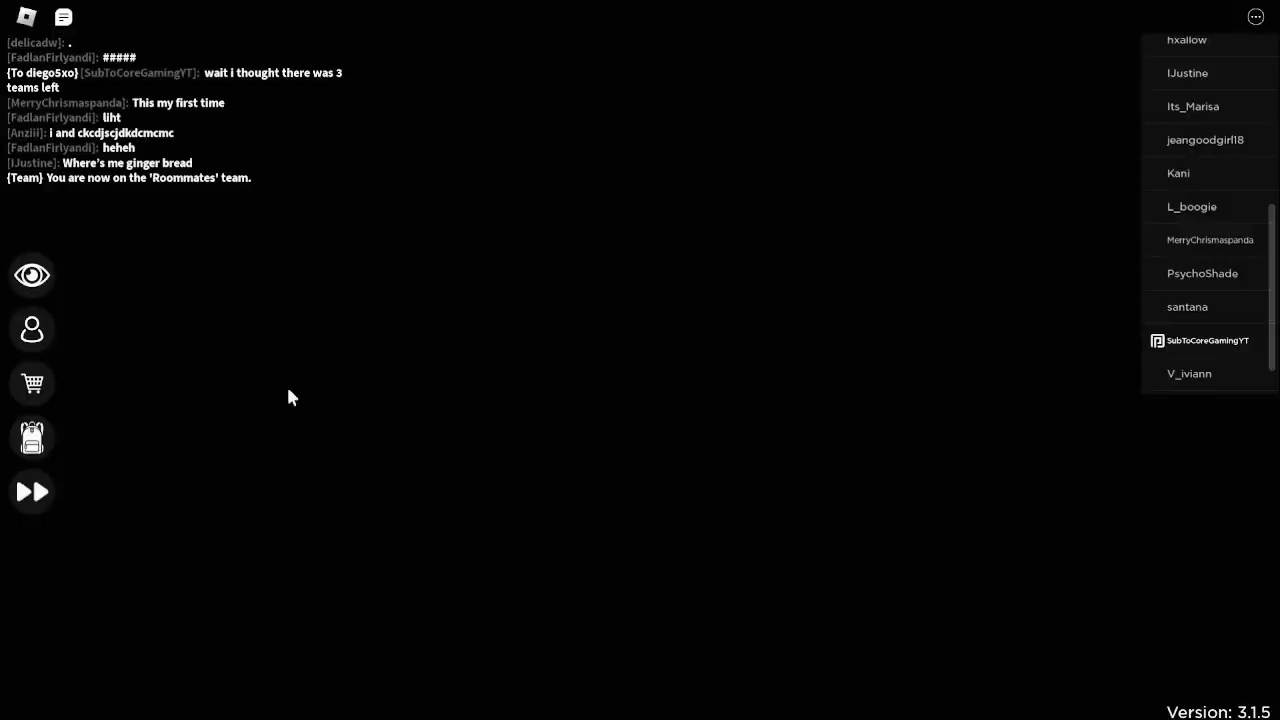 [delicadw]: .
[FadlanFirlyandi]: #####
{To diego5xo} [SubToCoreGamingYT]: wait i thought there was 3
teams left
[MerryChrismaspanda]: This my first time
[FadlanFirlyandi]: liht
[Anziii]: i and ckcdjscjdkdcmcmc
[FadlanFirlyandi]: heheh
[IJustine]: Where's me ginger bread
{Team} You are now on the 'Roommates' team.
hxallow
IJustine
Its_Marisa
jeangoodgirl18
Kani
L_boogie
MerryChrismaspanda
PsychoShade
santana
SubToCoreGamingYT
V_iviann
Version: 3.1.5